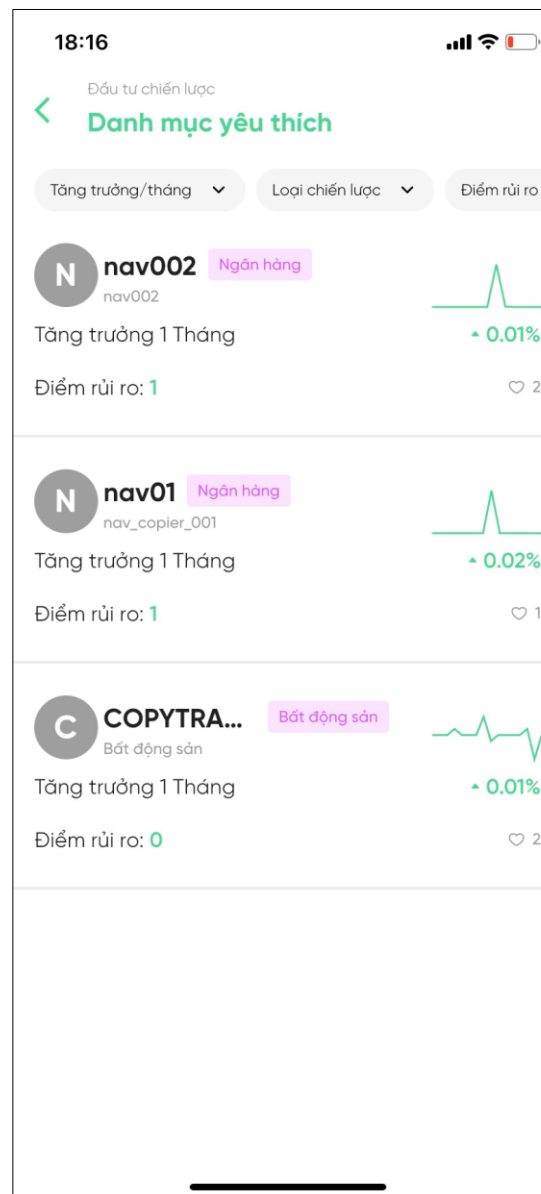 18:16
Đầu tư chiến lược
Danh mục yêu thích
Tăng trưởng/tháng Loại chiến lược Điểm rủi ro
N nav002 Ngân hàng
nav002
Tăng trưởng 1 Tháng 0.01%
Điểm rủi ro: 1 2
N nav01 Ngân hàng
nav_copier_001
Tăng trưởng 1 Tháng 0.02%
Điểm rủi ro: 1 1
C COPYTRA... Bất động sản
Bất động sản
Tăng trưởng 1 Tháng 0.01%
Điểm rủi ro: 0 2